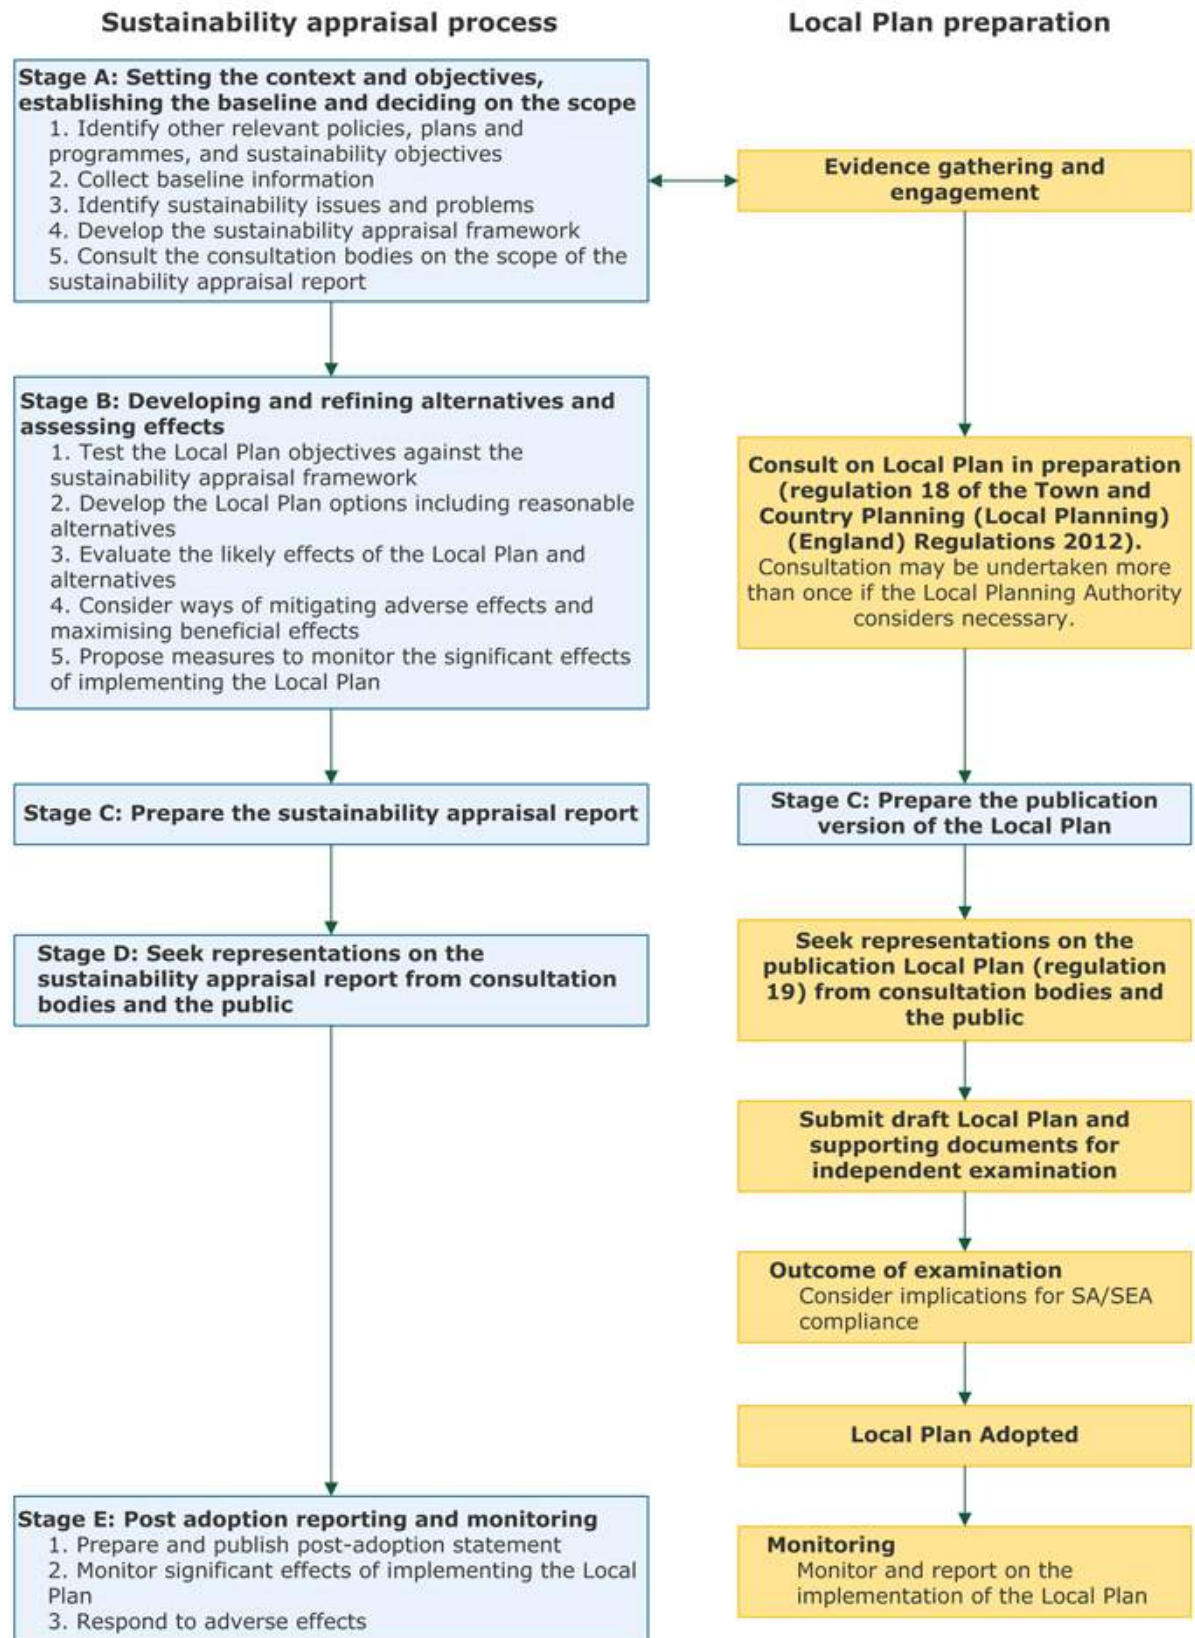 Sustainability appraisal process
Local Plan preparation
Stage A: Setting the context and objectives,
establishing the baseline and deciding on the scope
1. Identify other relevant policies, plans and
programmes, and sustainability objectives
2. Collect baseline information
3. Identify sustainability issues and problems
4. Develop the sustainability appraisal framework
5. Consult the consultation bodies on the scope of the
sustainability appraisal report
Evidence gathering and
engagement
Stage B: Developing and refining alternatives and
assessing effects
1. Test the Local Plan objectives against the
sustainability appraisal framework
2. Develop the Local Plan options including reasonable
alternatives
3. Evaluate the likely effects of the Local Plan and
alternatives
4. Consider ways of mitigating adverse effects and
maximising beneficial effects
5. Propose measures to monitor the significant effects
of implementing the Local Plan
Consult on Local Plan in preparation
(regulation 18 of the Town and
Country Planning (Local Planning)
(England) Regulations 2012).
Consultation may be undertaken more
than once if the Local Planning Authority
considers necessary.
Stage C: Prepare the sustainability appraisal report
Stage C: Prepare the publication
version of the Local Plan
Stage D: Seek representations on the
sustainability appraisal report from consultation
bodies and the public
Seek representations on the
publication Local Plan (regulation
19) from consultation bodies and
the public
Submit draft Local Plan and
supporting documents for
independent examination
Outcome of examination
Consider implications for SA/SEA
compliance
Local Plan Adopted
Stage E: Post adoption reporting and monitoring
1. Prepare and publish post-adoption statement
2. Monitor significant effects of implementing the Local
Plan
3. Respond to adverse effects
Monitoring
Monitor and report on the
implementation of the Local Plan